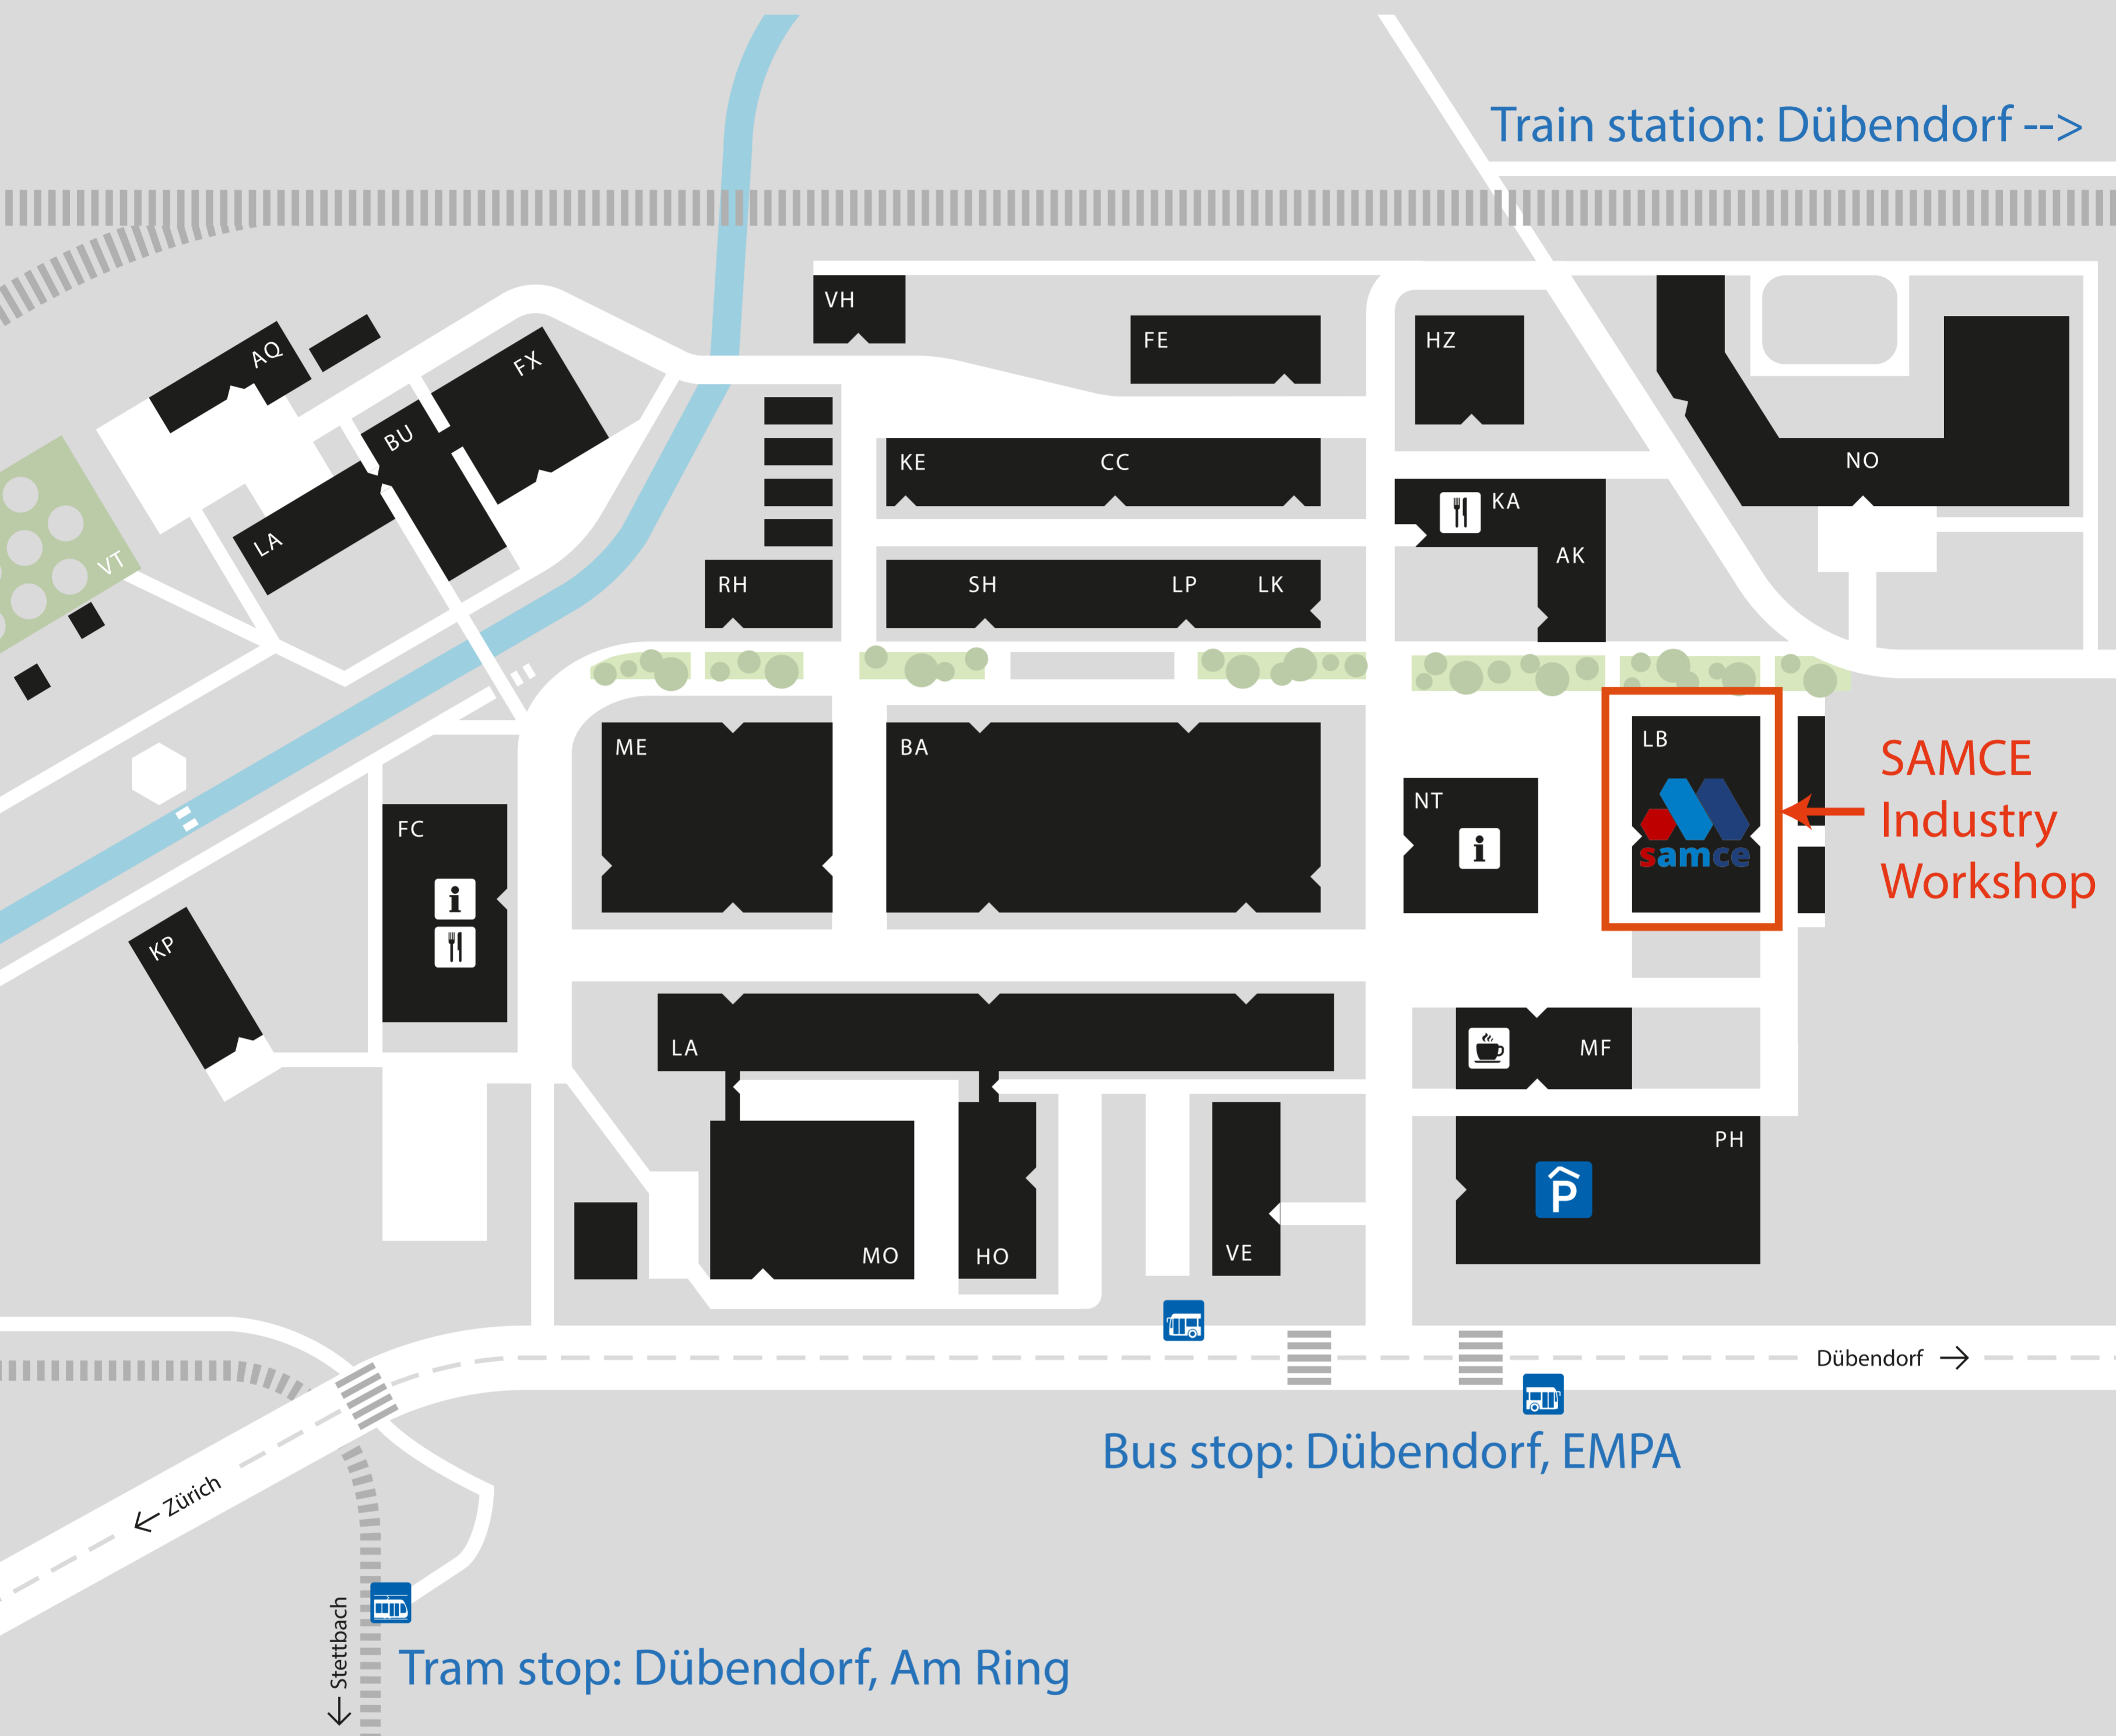 Train station: Dübendorf -->
VH
FE
HZ
AQ
FX
BU
LA
VT
KE
CC
KA
NO
AK
RH
SH
LP
LK
ME
BA
LB
samce
SAMCE
Industry
Workshop
NT
i
FC
i
KP
LA
MF
PH
P
MO
HO
VE
Dübendorf
Bus stop: Dübendorf, EMPA
Zürich
Stettbach
Tram stop: Dübendorf, Am Ring